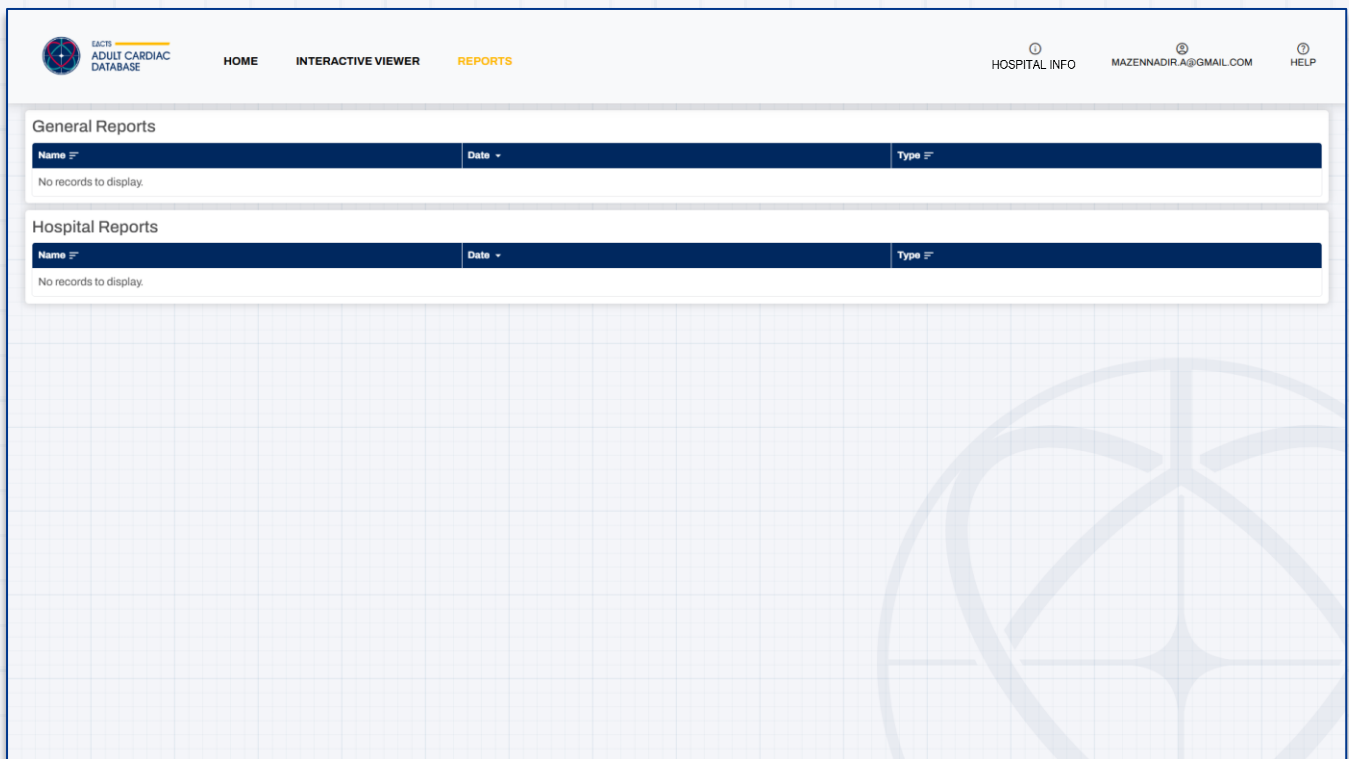 EACTS
ADULT CARDIAC
DATABASE
HOME INTERACTIVE VIEWER REPORTS
HOSPITAL INFO MAZENNADIR.A@GMAIL.COM HELP
General Reports
Name Date Type
No records to display.
Hospital Reports
Name Date Type
No records to display.